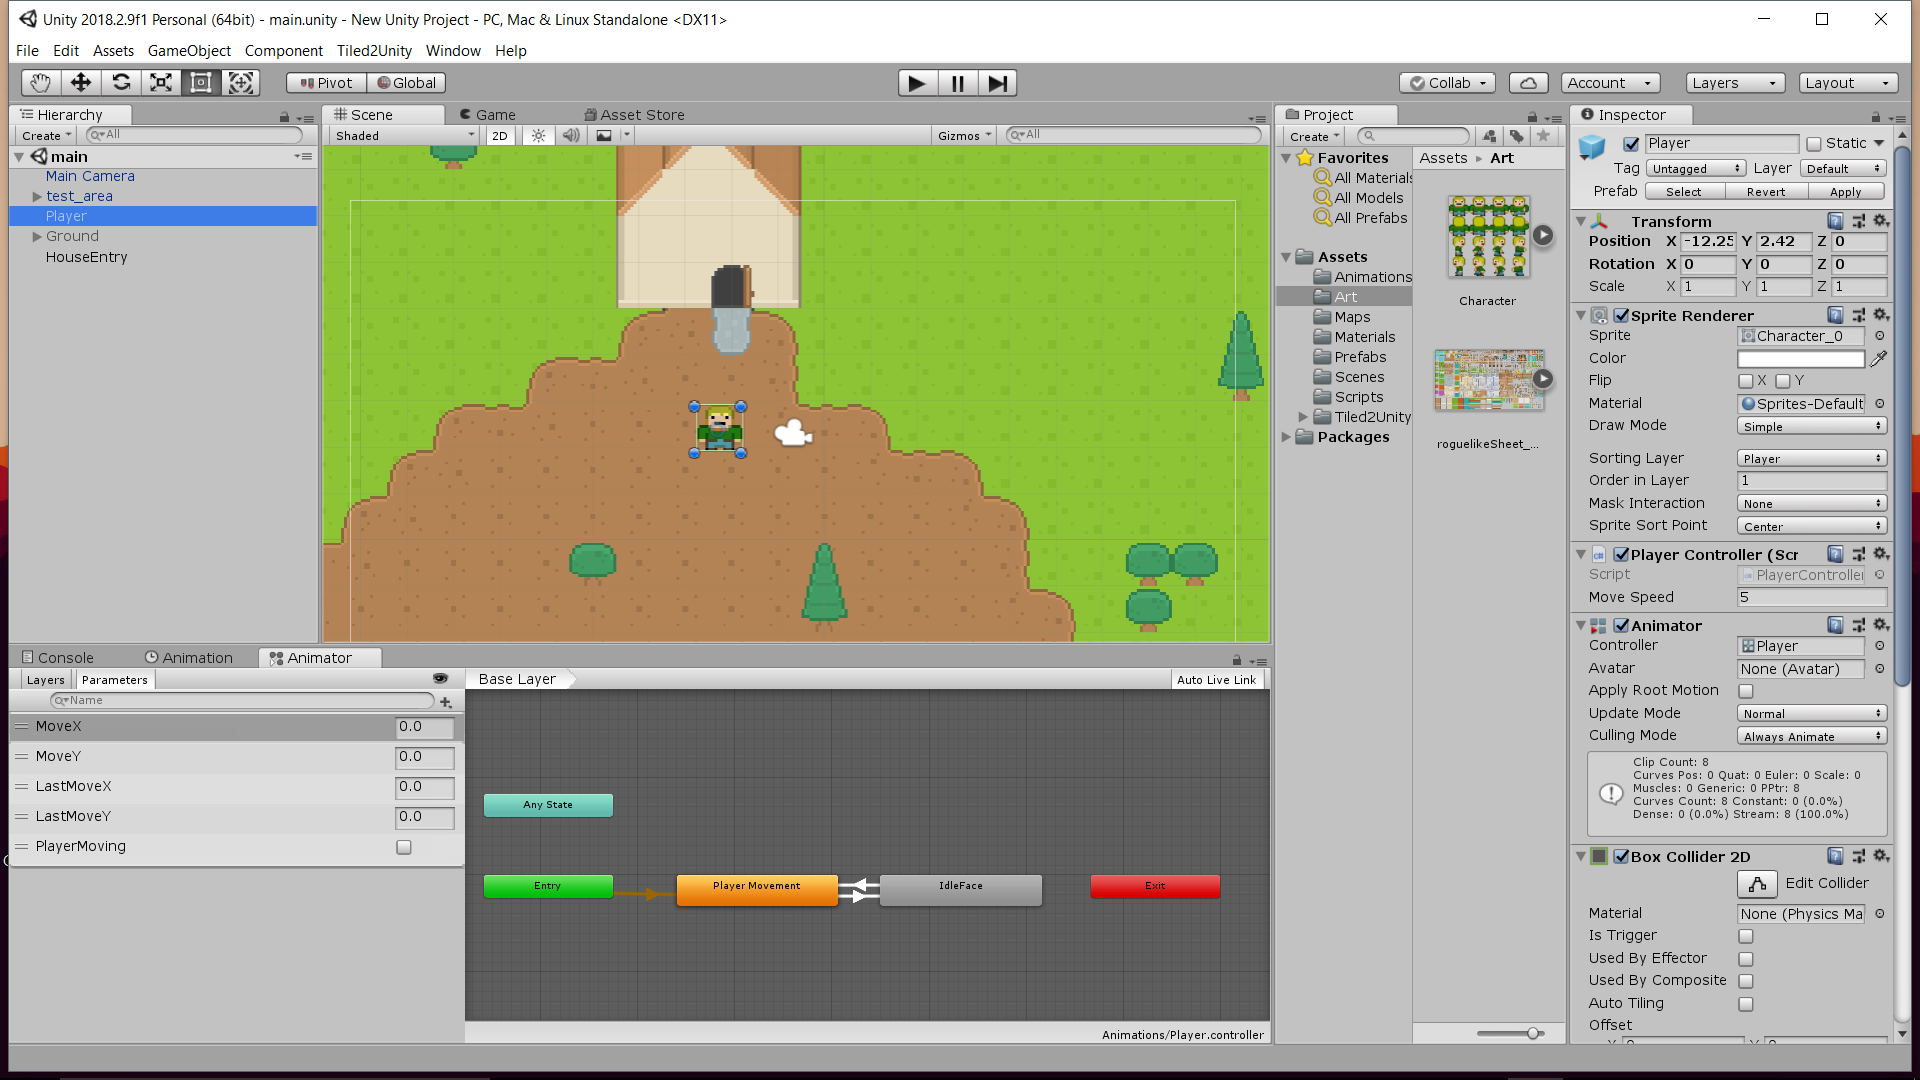 Unity 2018.2.9f1 Personal (64bit) - main.unity - New Unity Project - PC, Mac & Linux Standalone <DX11>
File Edit Assets GameObject Component Tiled2Unity Window Help
Pivot Global Collab Account Layers Layout
Hierarchy
Create All
main
Main Camera
test_area
Player
Ground
HouseEntry
Scene Game Asset Store
Shaded 2D Gizmos All
Project
Create
Favorites
All Materials
All Models
All Prefabs
Assets
Animations
Art
Maps
Materials
Prefabs
Scenes
Scripts
Tiled2Unity
Packages
Assets Art
Character
roguelikeSheet_...
Inspector
Player Static
Tag Untagged Layer Default
Prefab Select Revert Apply
Transform
Position X -12.25 Y 2.42 Z 0
Rotation X 0 Y 0 Z 0
Scale X 1 Y 1 Z 1
Sprite Renderer
Sprite Character_0
Color
Flip X Y
Material Sprites-Default
Draw Mode Simple
Sorting Layer Player
Order in Layer 1
Mask Interaction None
Sprite Sort Point Center
Player Controller (Scr
Script PlayerController
Move Speed 5
Animator
Controller Player
Avatar None (Avatar)
Apply Root Motion
Update Mode Normal
Culling Mode Always Animate
Clip Count: 8
Curves Pos: 0 Quat: 0 Euler: 0 Scale: 0
Muscles: 0 Generic: 0 PPtr: 8
Curves Count: 8 Constant: 0 (0.0%)
Dense: 0 (0.0%) Stream: 8 (100.0%)
Box Collider 2D
Edit Collider
Material None (Physics Ma
Is Trigger
Used By Effector
Used By Composite
Auto Tiling
Offset
Console Animation Animator
Layers Parameters
Name
MoveX 0.0
MoveY 0.0
LastMoveX 0.0
LastMoveY 0.0
PlayerMoving
Base Layer Auto Live Link
Any State
Entry Player Movement IdleFace Exit
Animations/Player.controller